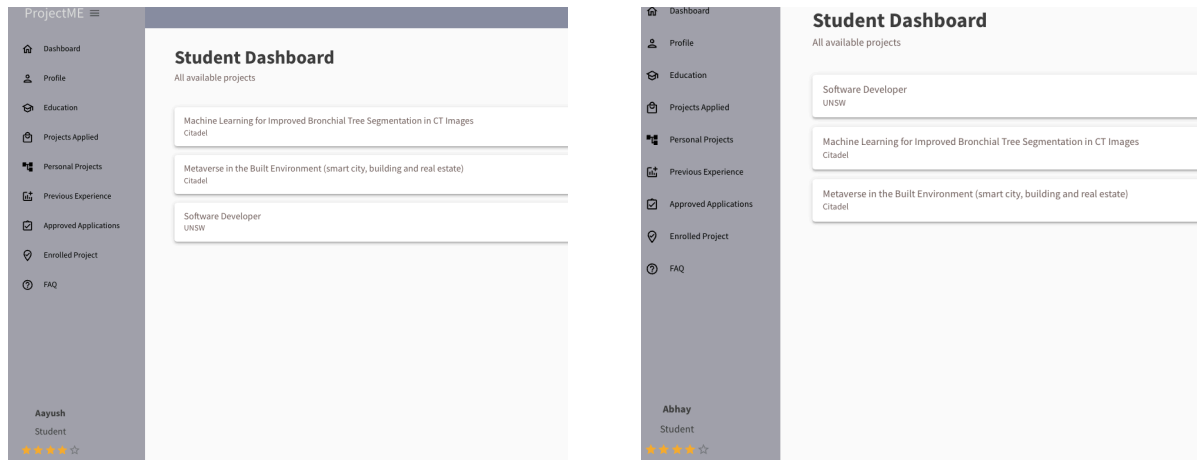 ProjectME
Dashboard
Profile
Education
Projects Applied
Personal Projects
Previous Experience
Approved Applications
Enrolled Project
FAQ
Aayush
Student
Student Dashboard
All available projects
Machine Learning for Improved Bronchial Tree Segmentation in CT Images
Citadel
Metaverse in the Built Environment (smart city, building and real estate)
Citadel
Software Developer
UNSW
Dashboard
Profile
Education
Projects Applied
Personal Projects
Previous Experience
Approved Applications
Enrolled Project
FAQ
Abhay
Student
Student Dashboard
All available projects
Software Developer
UNSW
Machine Learning for Improved Bronchial Tree Segmentation in CT Images
Citadel
Metaverse in the Built Environment (smart city, building and real estate)
Citadel